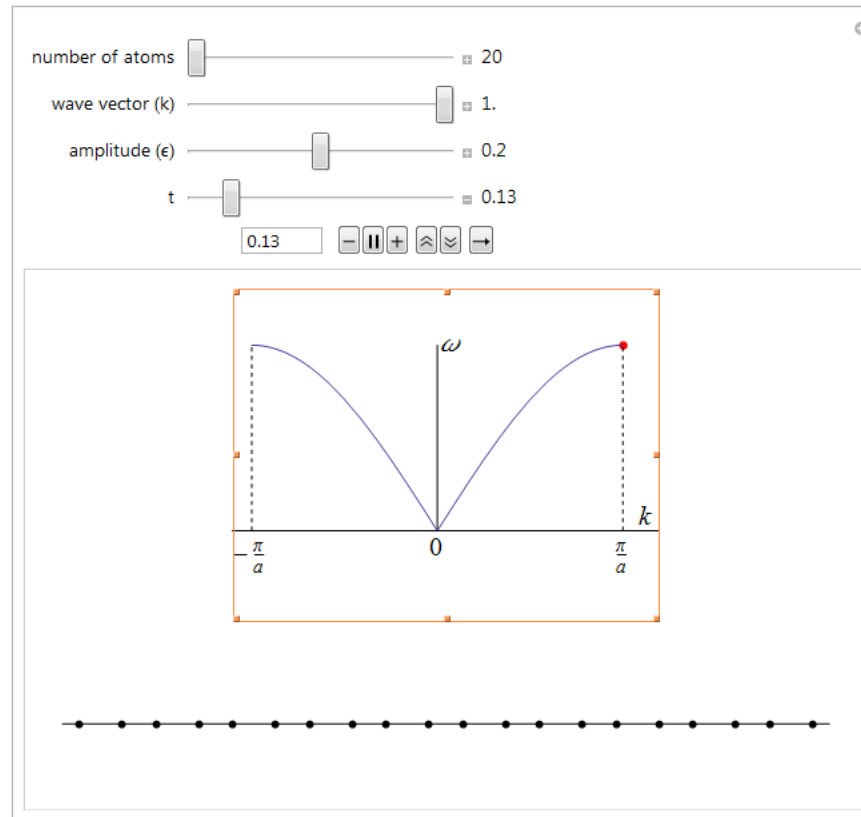 number of atoms 20
wave vector (k) 1.
amplitude (ϵ) 0.2
t 0.13
0.13
ω
k
-π/a 0 π/a